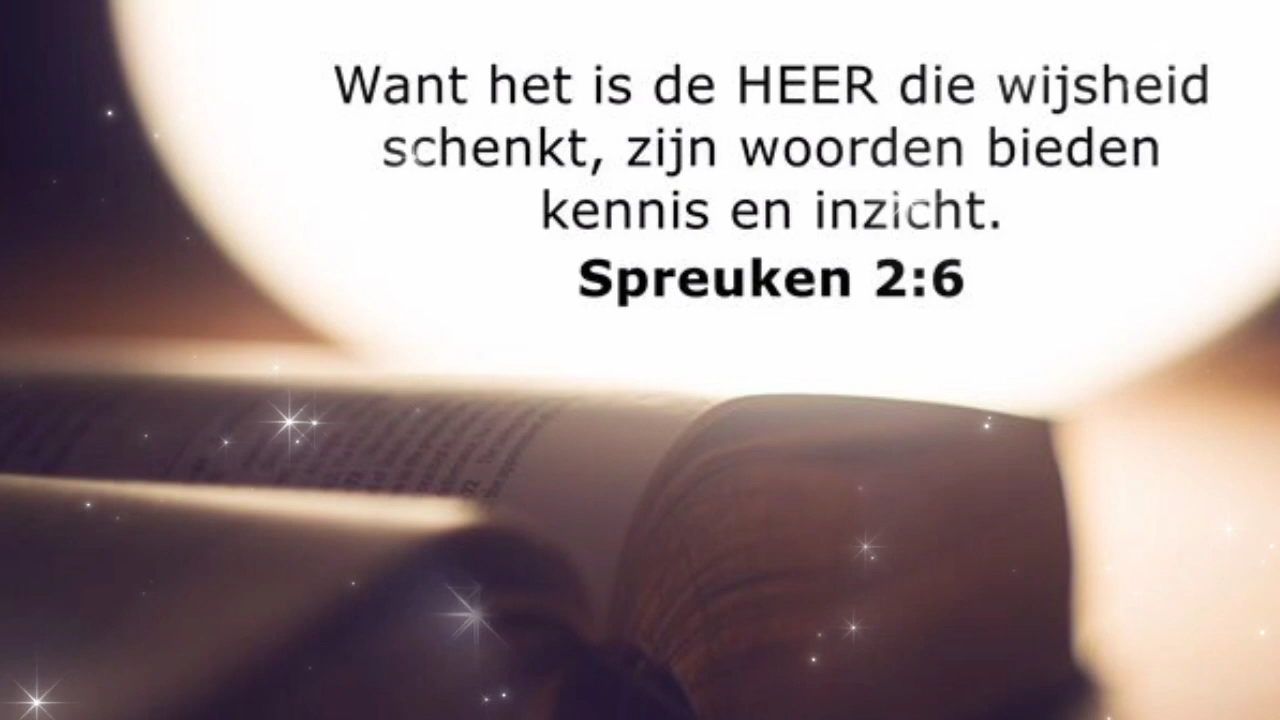 Want het is de HEER die wijsheid
schenkt, zijn woorden bieden
kennis en inzicht.
Spreuken 2:6